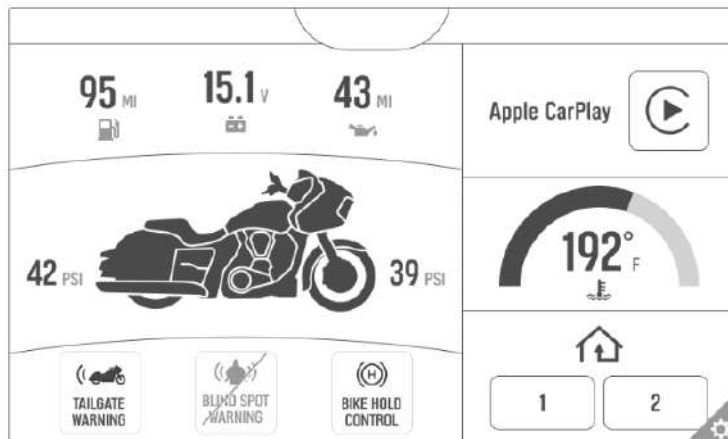 95 MI
15.1 V
43 MI
Apple CarPlay
42 PSI
39 PSI
192° F
TAILGATE
WARNING
BLIND SPOT
WARNING
(H)
BIKE HOLD
CONTROL
1
2